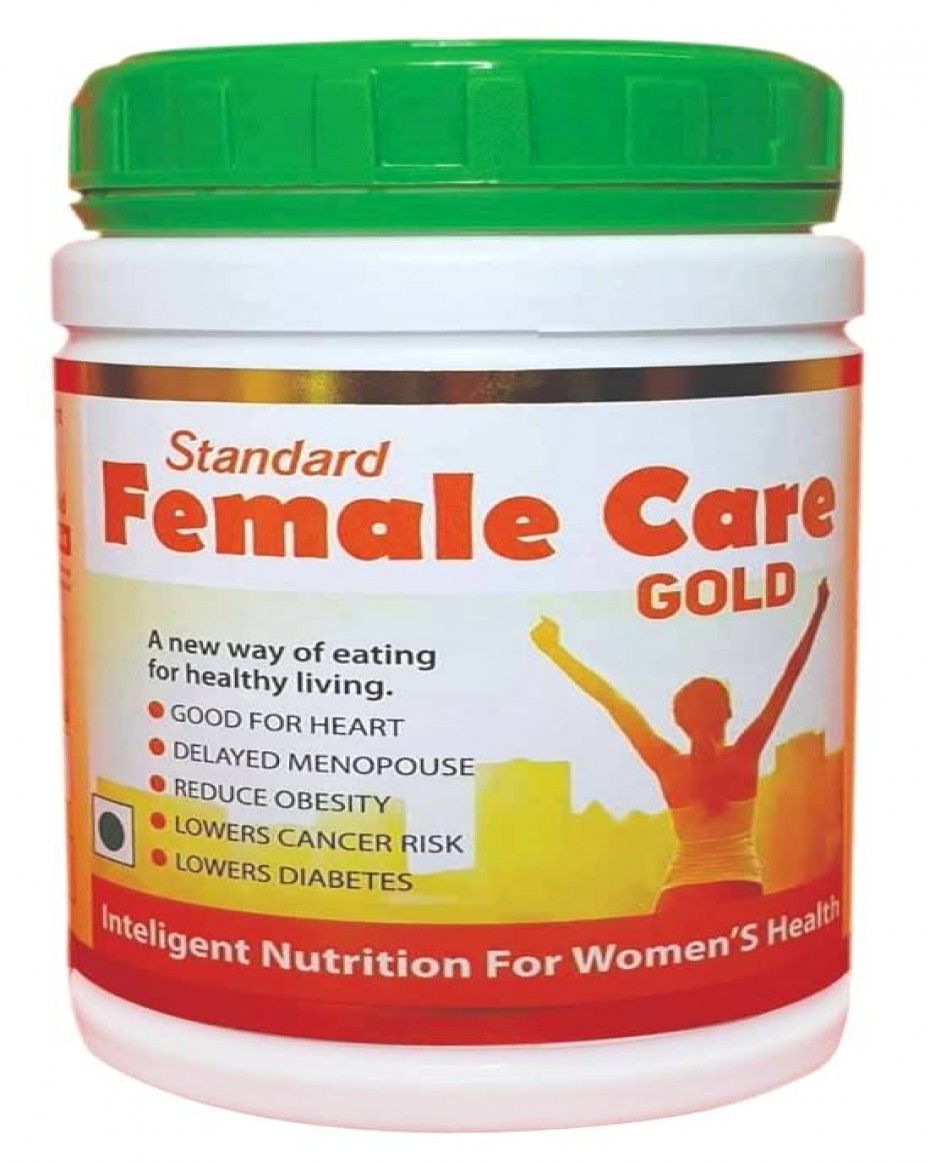 Standard
Female Care
GOLD
A new way of eating
for healthy living.
GOOD FOR HEART
DELAYED MENOPOUSE
REDUCE OBESITY
LOWERS CANCER RISK
LOWERS DIABETES
Inteligent Nutrition For Women'S Health